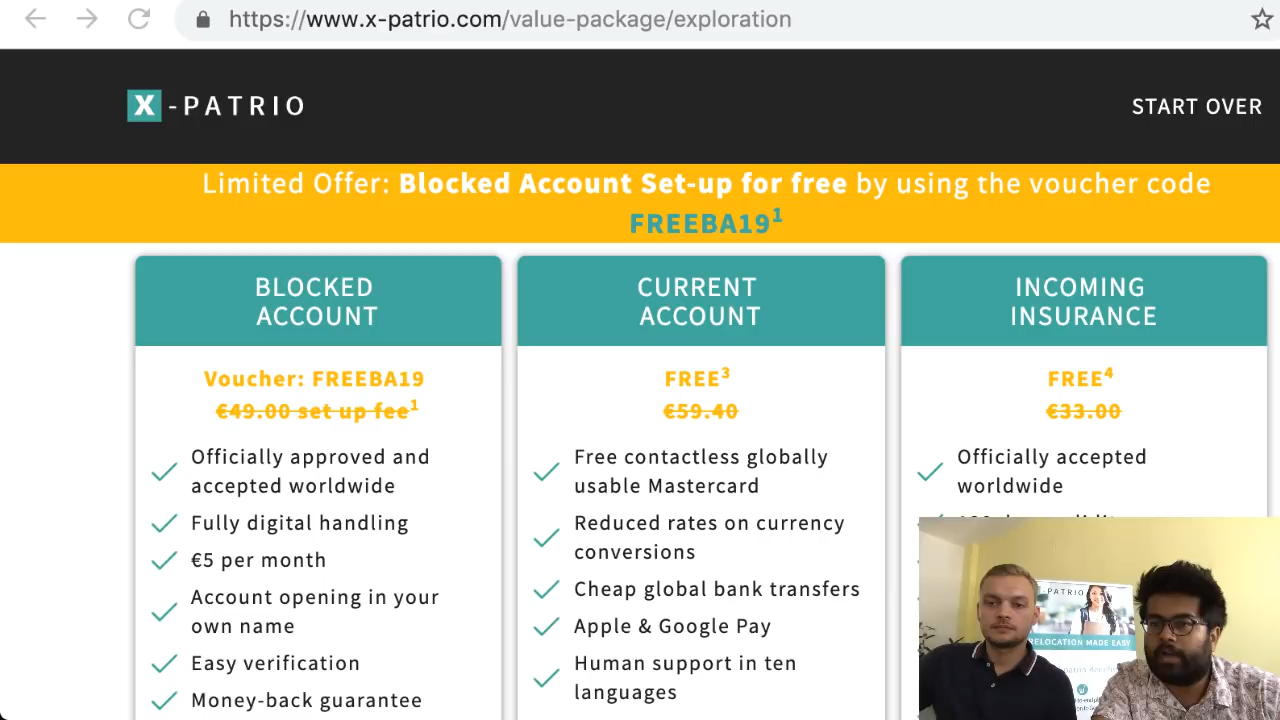 https://www.x-patrio.com/value-package/exploration
X-PATRIO
START OVER
Limited Offer: Blocked Account Set-up for free by using the voucher code
FREEBA19¹
BLOCKED
ACCOUNT
Voucher: FREEBA19
€49.00 set up fee¹
Officially approved and
accepted worldwide
Fully digital handling
€5 per month
Account opening in your
own name
Easy verification
Money-back guarantee
CURRENT
ACCOUNT
FREE³
€59.40
Free contactless globally
usable Mastercard
Reduced rates on currency
conversions
Cheap global bank transfers
Apple & Google Pay
Human support in ten
languages
INCOMING
INSURANCE
FREE⁴
€33.00
Officially accepted
worldwide
PATRIO
RELOCATION MADE EASY